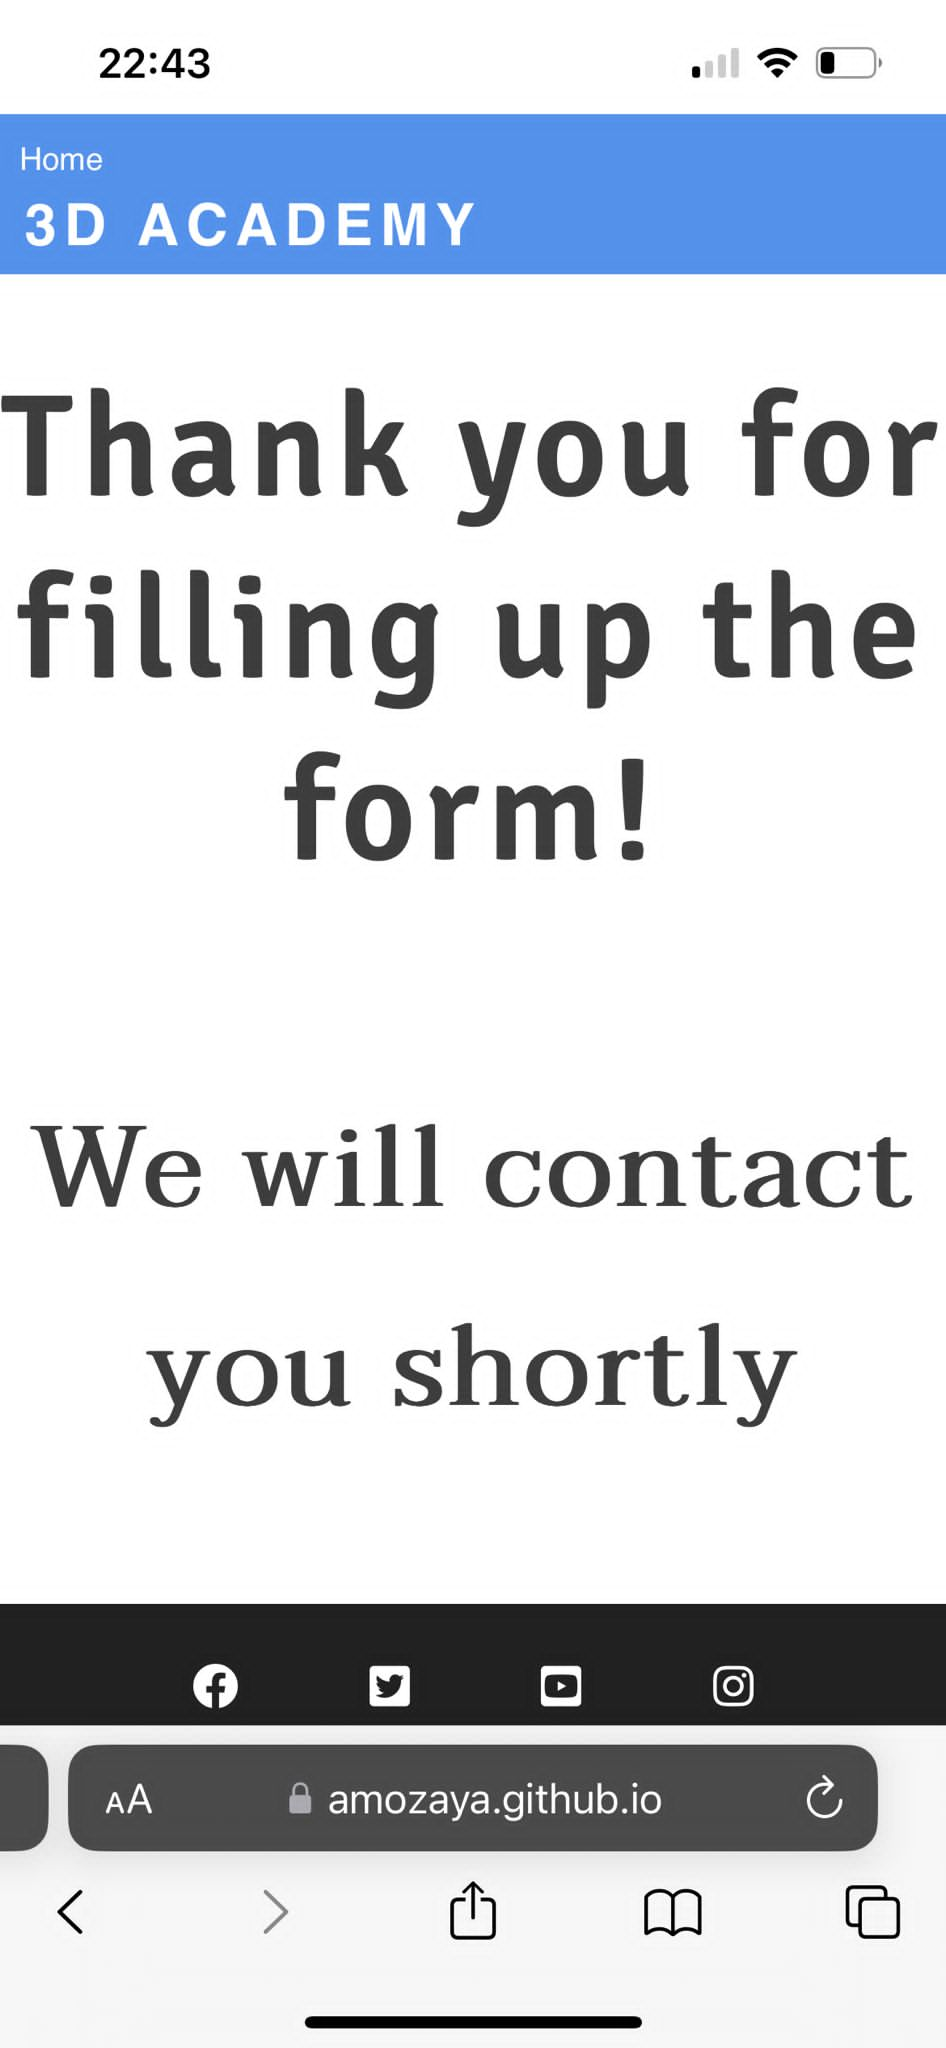 22:43
Home
3D ACADEMY
Thank you for
filling up the
form!
We will contact
you shortly
AA amozaya.github.io